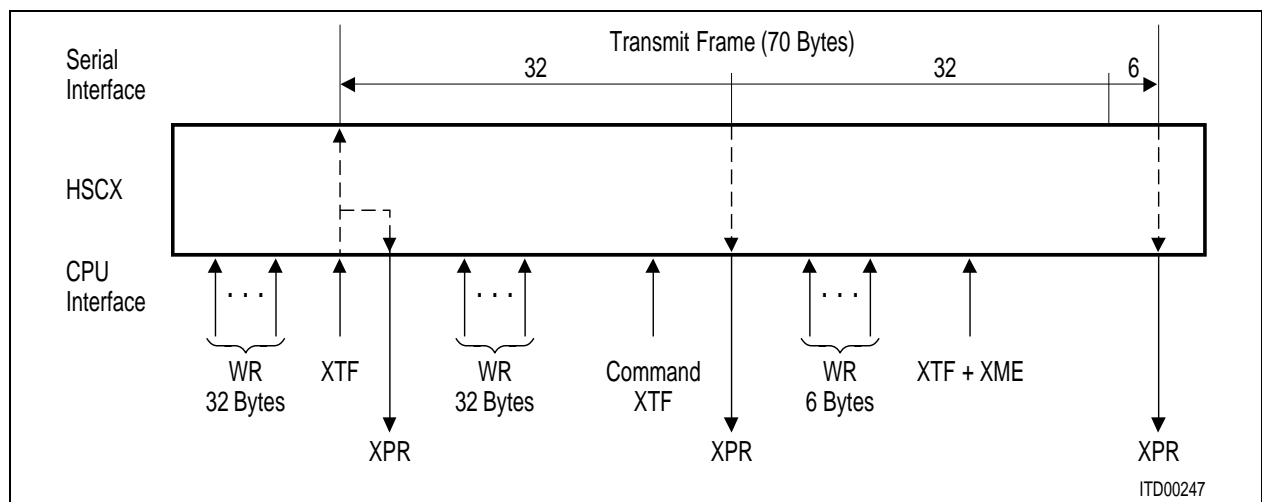 Serial
Interface
Transmit Frame (70 Bytes)
32
32
6
HSCX
CPU
Interface
. . .
. . .
. . .
WR
32 Bytes
XTF
WR
32 Bytes
Command
XTF
WR
6 Bytes
XTF + XME
XPR
XPR
XPR
ITD00247